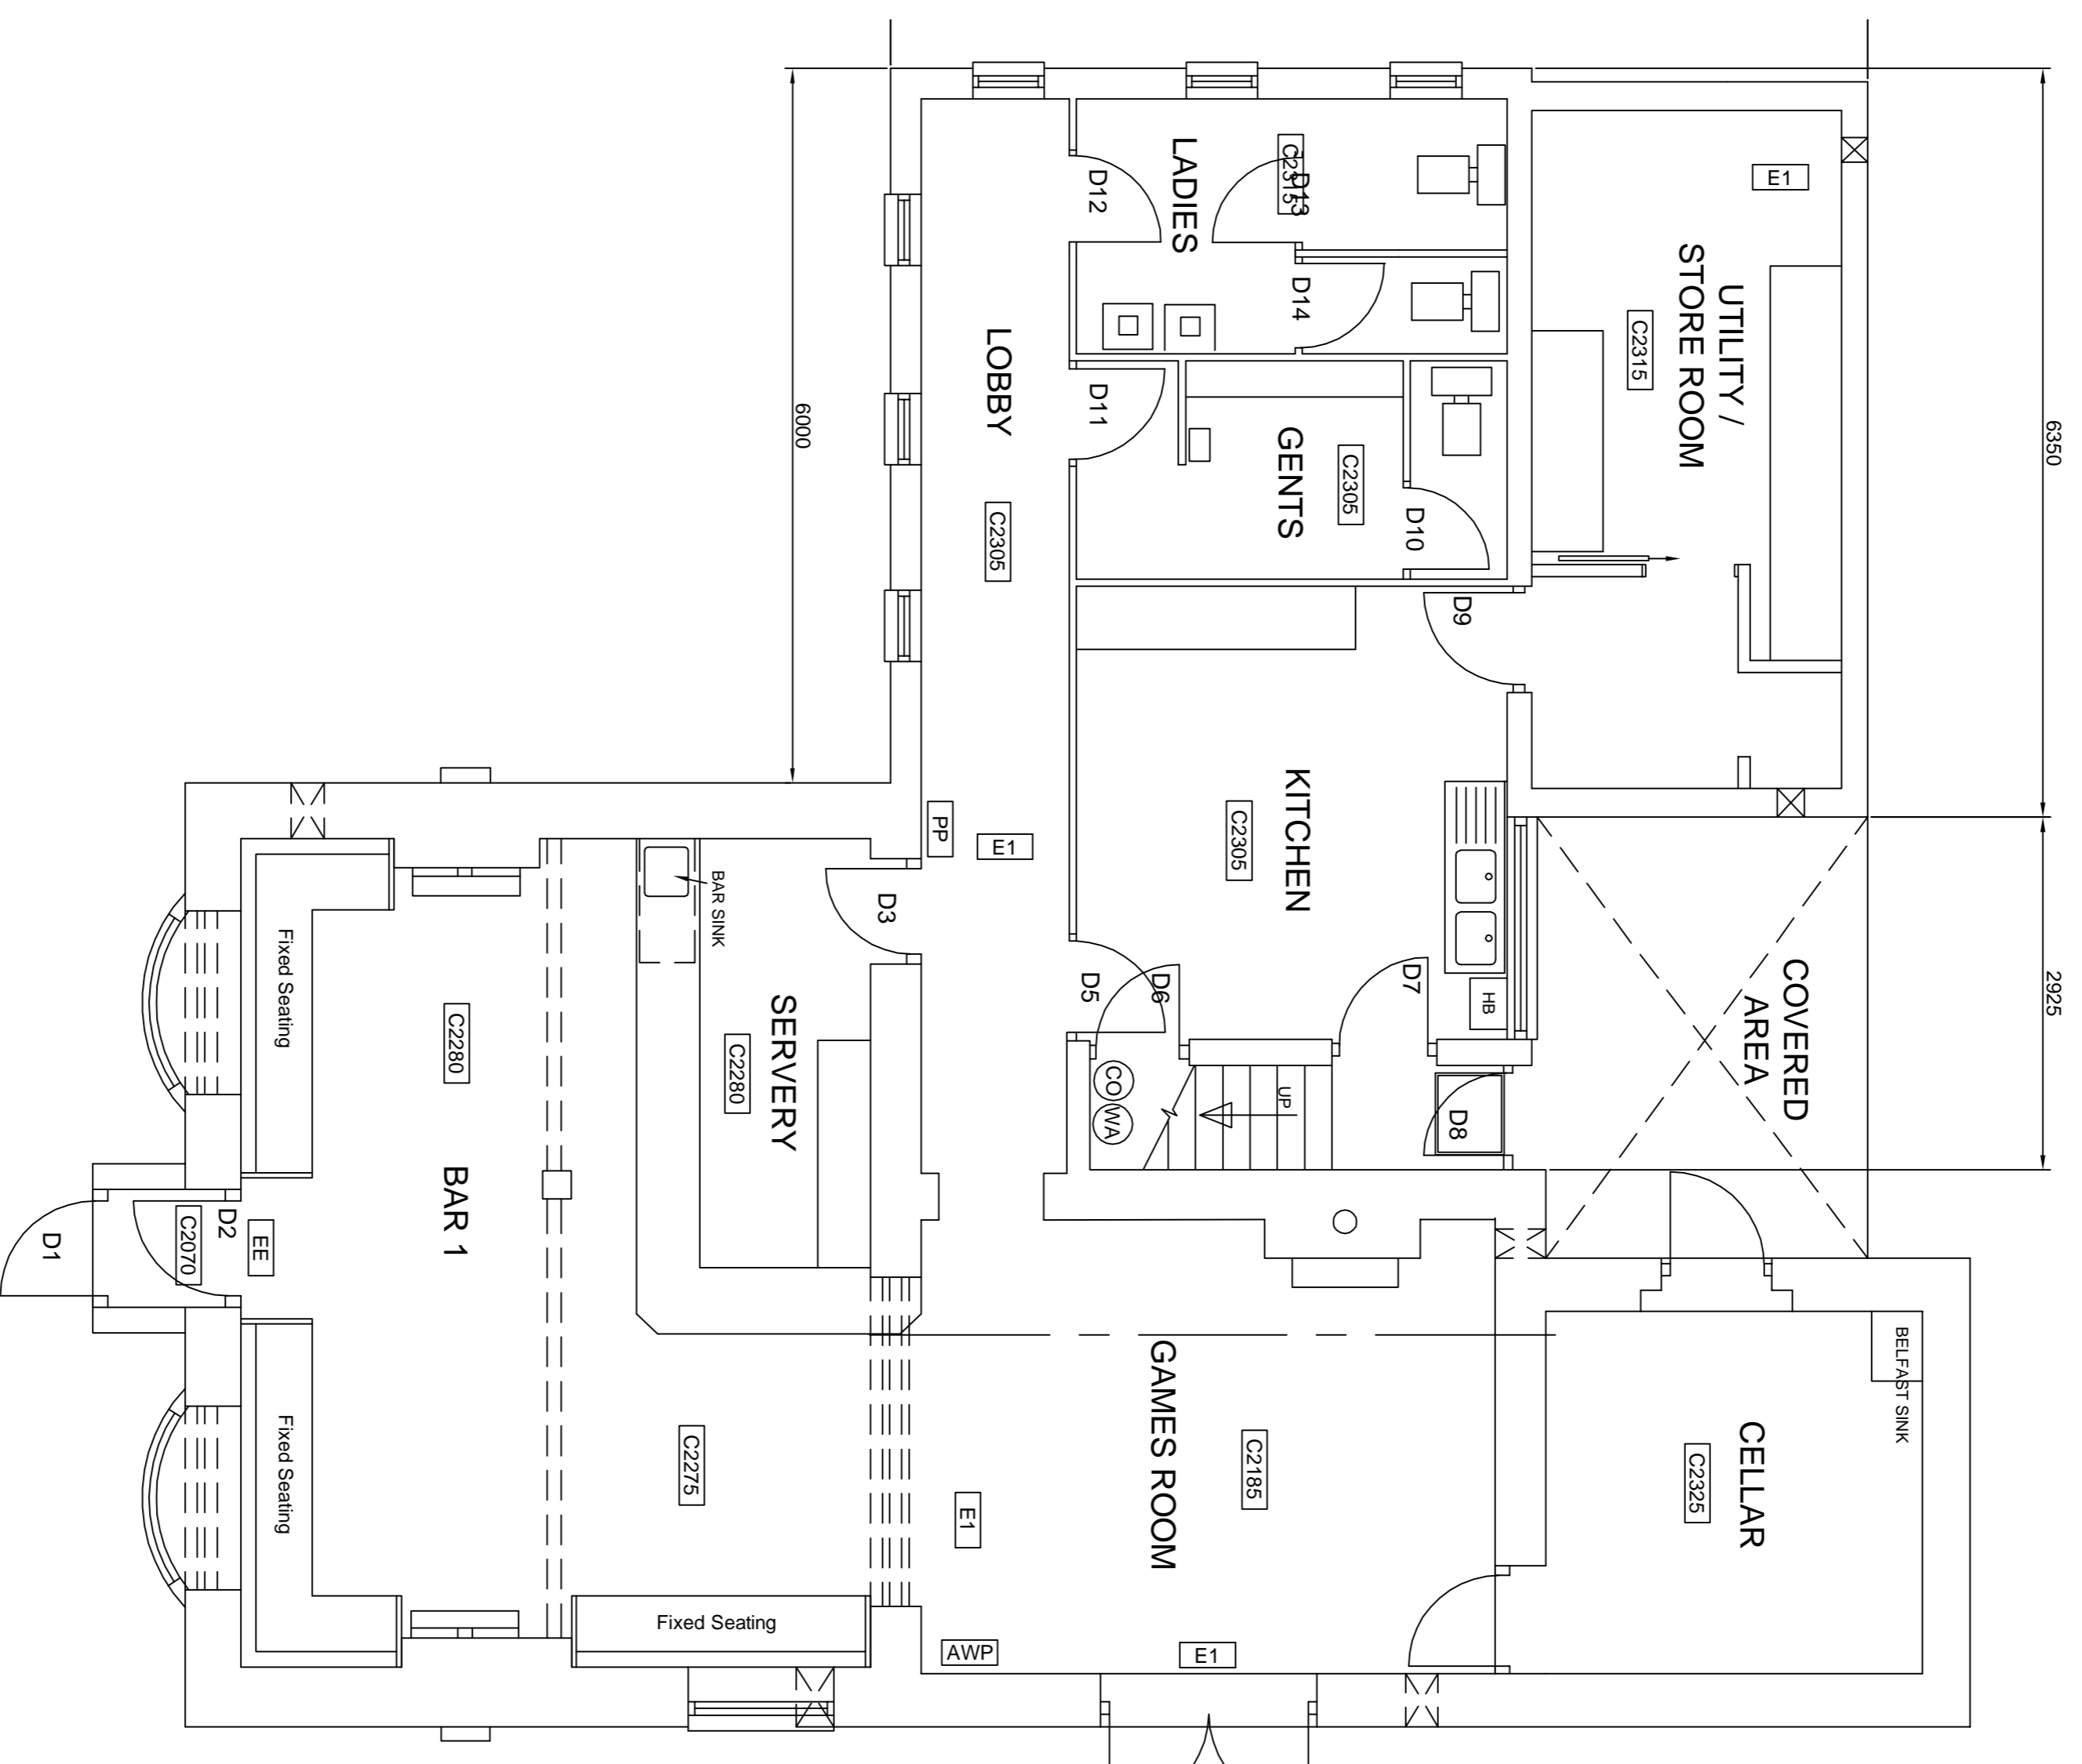 6350
2925
6000
E1
UTILITY /
STORE ROOM
C2315
COVERED
AREA
BELFAST SINK
CELLAR
C2325
LADIES
C2315
D13
D12
D14
D11
GENTS
C2305
D10
D9
LOBBY
C2305
KITCHEN
C2305
HB
D7
D6
D5
D8
UP
CO
WA
PP
E1
D3
BAR SINK
SERVERY
C2280
GAMES ROOM
C2185
E1
E1
AWP
C2275
BAR 1
C2280
Fixed Seating
Fixed Seating
Fixed Seating
EE
D2
C2070
D1